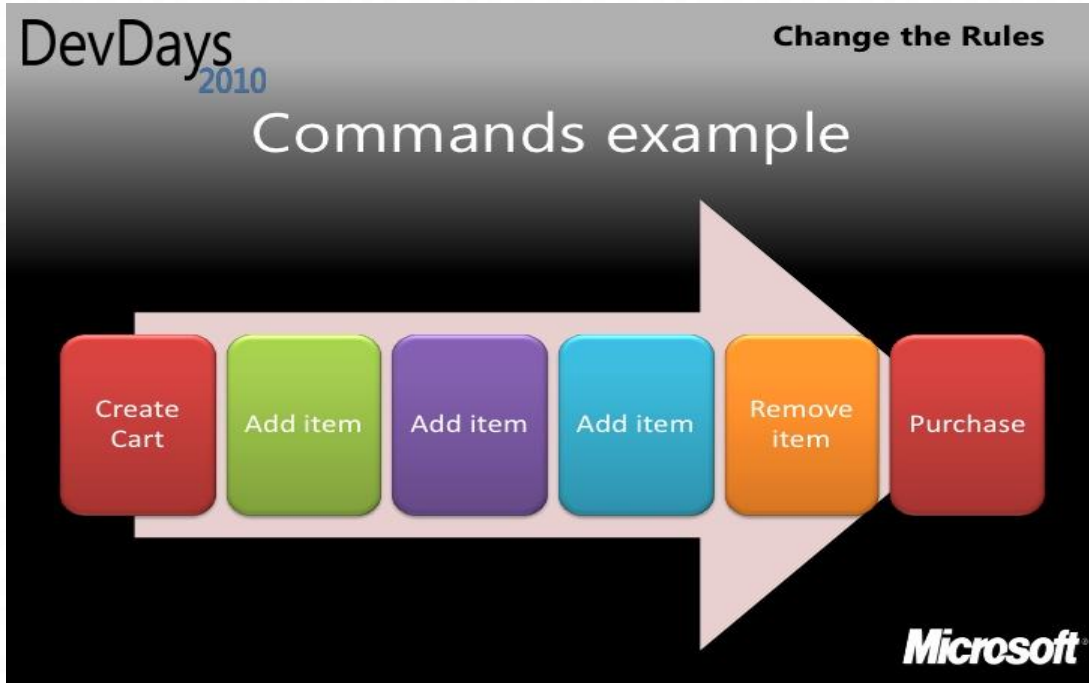 DevDays
2010
Change the Rules
Commands example
Create
Cart
Add item
Add item
Add item
Remove
item
Purchase
Microsoft®